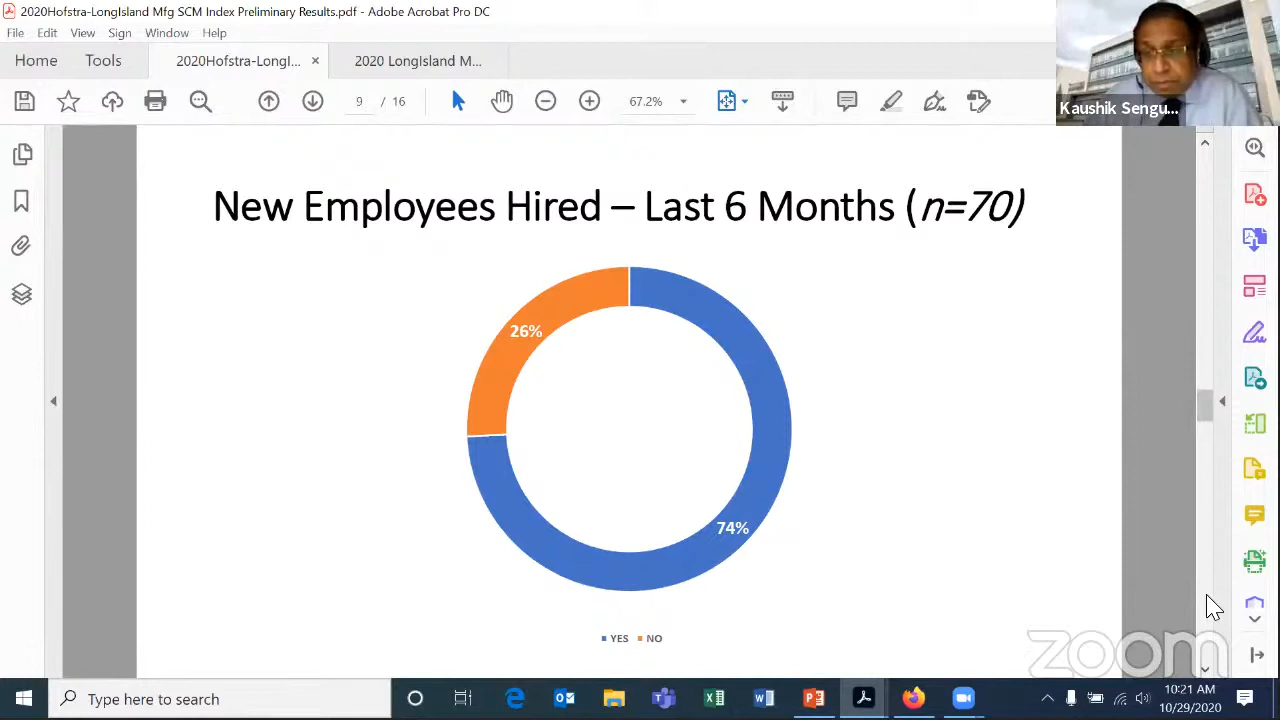 2020Hofstra-LongIsland Mfg SCM Index Preliminary Results.pdf - Adobe Acrobat Pro DC
File Edit View Sign Window Help
Home Tools 2020Hofstra-LongI... × 2020 LongIsland M...
9 / 16 67.2%
Kaushik Sengu...
New Employees Hired – Last 6 Months (n=70)
26%
74%
YES NO
zoom
Type here to search
10:21 AM
10/29/2020